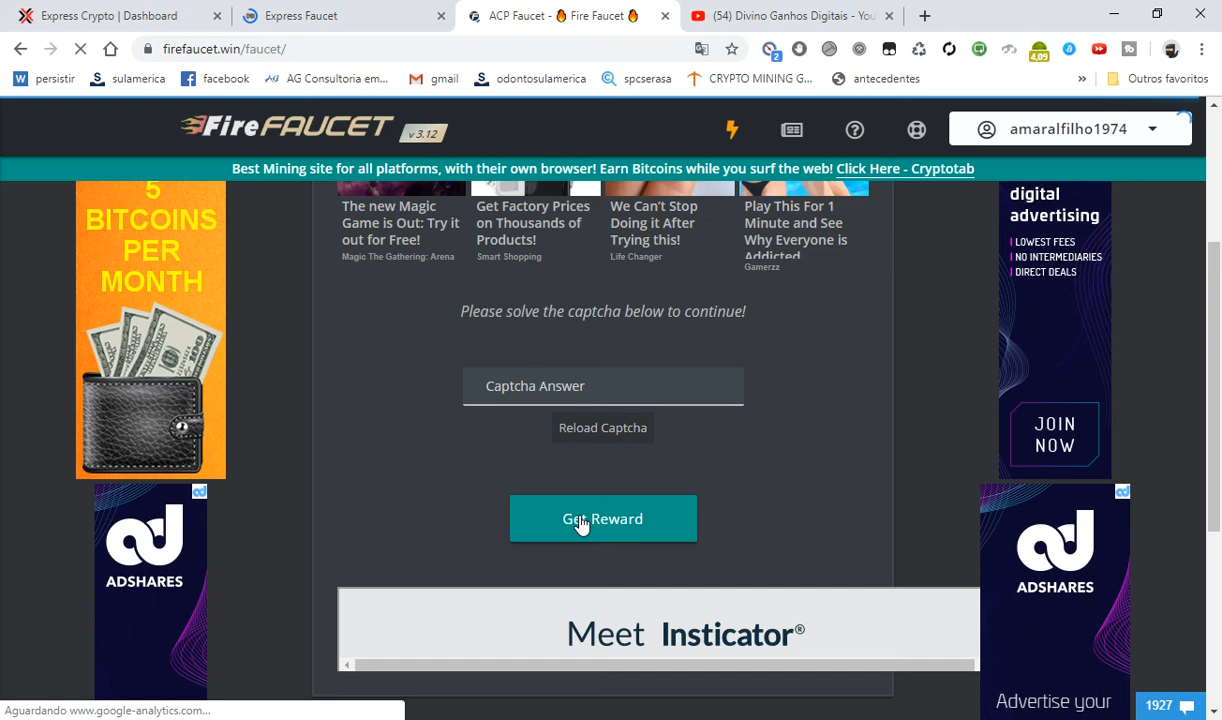 Express Crypto | Dashboard
Express Faucet
ACP Faucet - 🔥 Fire Faucet 🔥
(54) Divino Ganhos Digitais - You
firefaucet.win/faucet/
2
4,09
persistir
sulamerica
facebook
AG Consultoria em...
gmail
odontosulamerica
spcserasa
CRYPTO MINING G...
antecedentes
»
Outros favoritos
FireFAUCET v 3.12
amaralfilho1974
Best Mining site for all platforms, with their own browser! Earn Bitcoins while you surf the web! Click Here - Cryptotab
5
BITCOINS
PER
MONTH
The new Magic
Game is Out: Try it
out for Free!
Magic The Gathering: Arena
Get Factory Prices
on Thousands of
Products!
Smart Shopping
We Can't Stop
Doing it After
Trying this!
Life Changer
Play This For 1
Minute and See
Why Everyone is
Addicted
Gamerzz
digital
advertising
LOWEST FEES
NO INTERMEDIARIES
DIRECT DEALS
JOIN
NOW
Please solve the captcha below to continue!
Captcha Answer
Reload Captcha
Get Reward
ad
ADSHARES
ad
ADSHARES
Advertise your
Meet Insticator®
Aguardando www.google-analytics.com...
1927